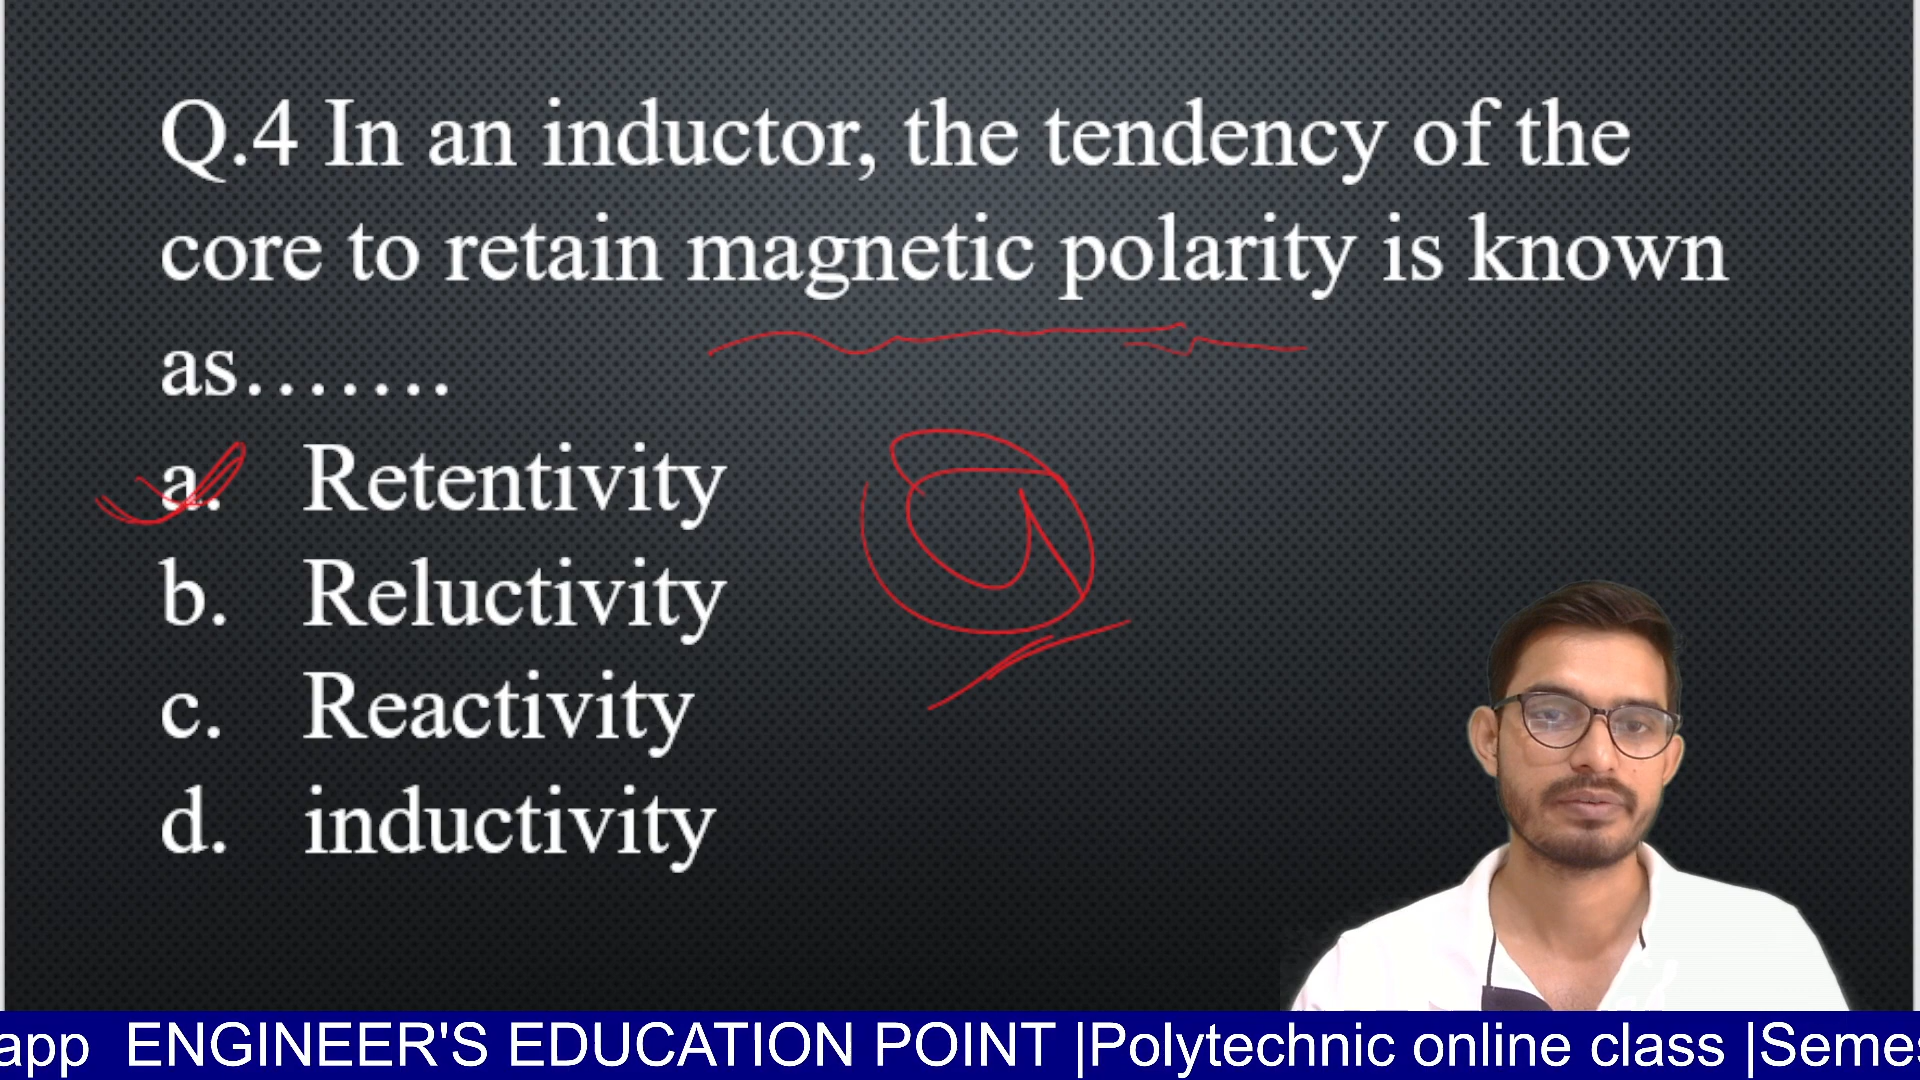 Q.4 In an inductor, the tendency of the
core to retain magnetic polarity is known
as.......
a. Retentivity
b. Reluctivity
c. Reactivity
d. inductivity
app ENGINEER'S EDUCATION POINT |Polytechnic online class |Semes